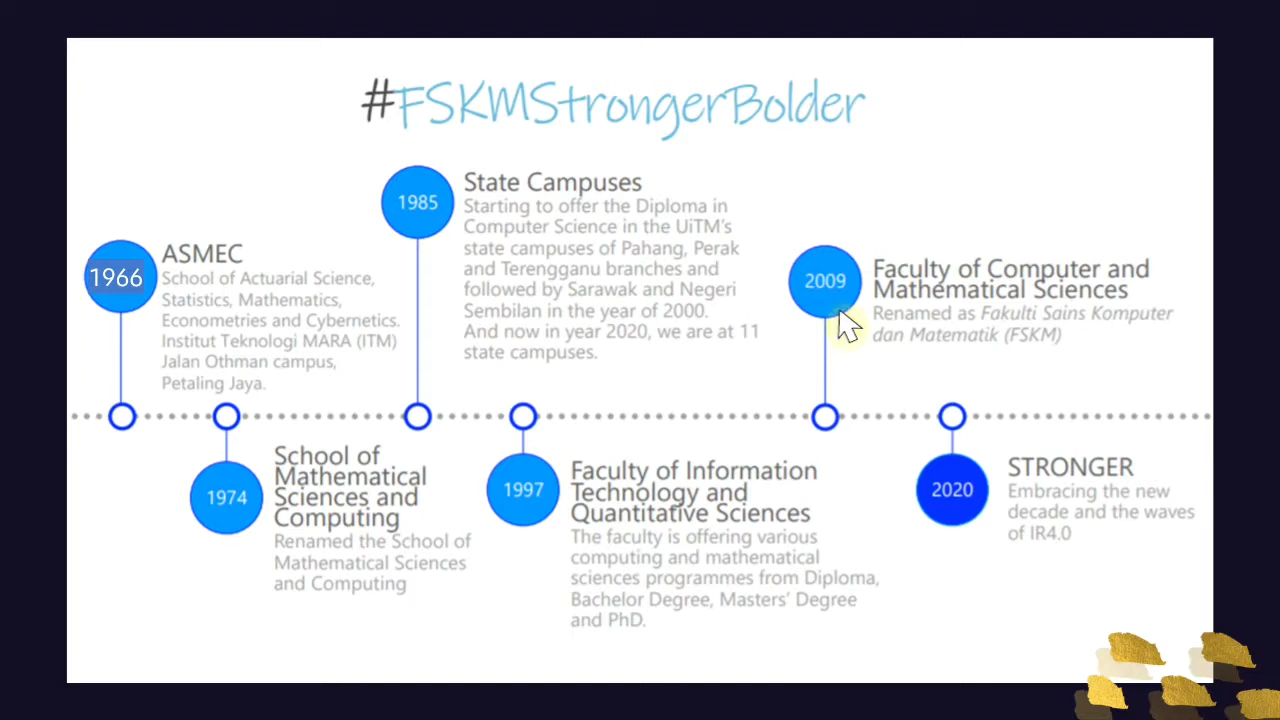 #FSKMStrongerBolder
1966
ASMEC
School of Actuarial Science,
Statistics, Mathematics,
Econometries and Cybernetics.
Institut Teknologi MARA (ITM)
Jalan Othman campus,
Petaling Jaya.
1974
School of
Mathematical
Sciences and
Computing
Renamed the School of
Mathematical Sciences
and Computing
1985
State Campuses
Starting to offer the Diploma in
Computer Science in the UiTM's
state campuses of Pahang, Perak
and Terengganu branches and
followed by Sarawak and Negeri
Sembilan in the year of 2000.
And now in year 2020, we are at 11
state campuses.
1997
Faculty of Information
Technology and
Quantitative Sciences
The faculty is offering various
computing and mathematical
sciences programmes from Diploma,
Bachelor Degree, Masters' Degree
and PhD.
2009
Faculty of Computer and
Mathematical Sciences
Renamed as Fakulti Sains Komputer
dan Matematik (FSKM)
2020
STRONGER
Embracing the new
decade and the waves
of IR4.0